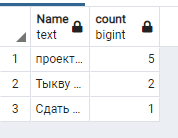 Name count
text bigint
1 проект... 5
2 Тыкву ... 2
3 Сдать ... 1